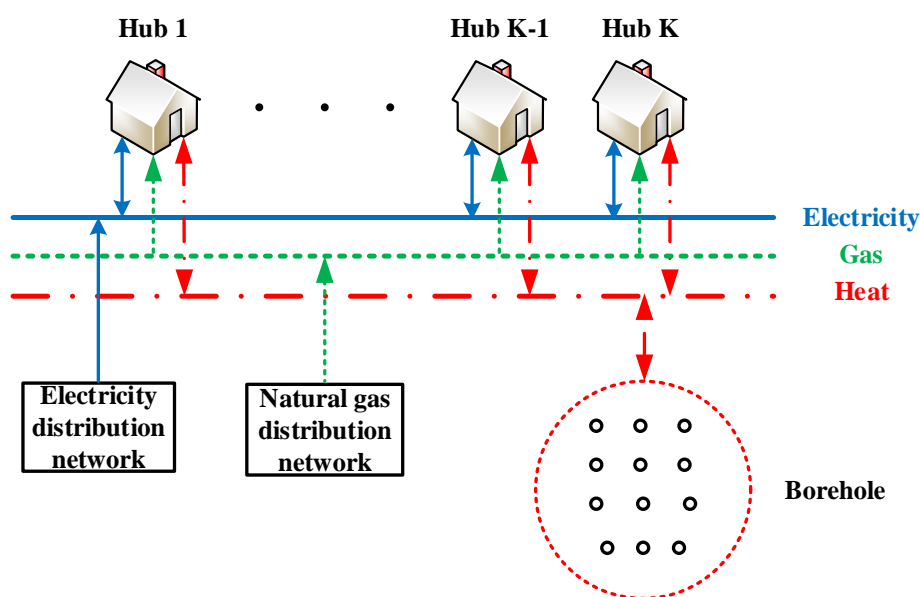 Hub 1
Hub K-1
Hub K
Electricity
Gas
Heat
Electricity
distribution
network
Natural gas
distribution
network
Borehole